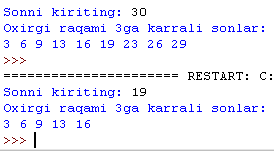 Sonni kiriting: 30
Oxirgi raqami 3ga karrali sonlar:
3 6 9 13 16 19 23 26 29
>>>
====================== RESTART: C:
Sonni kiriting: 19
Oxirgi raqami 3ga karrali sonlar:
3 6 9 13 16
>>>